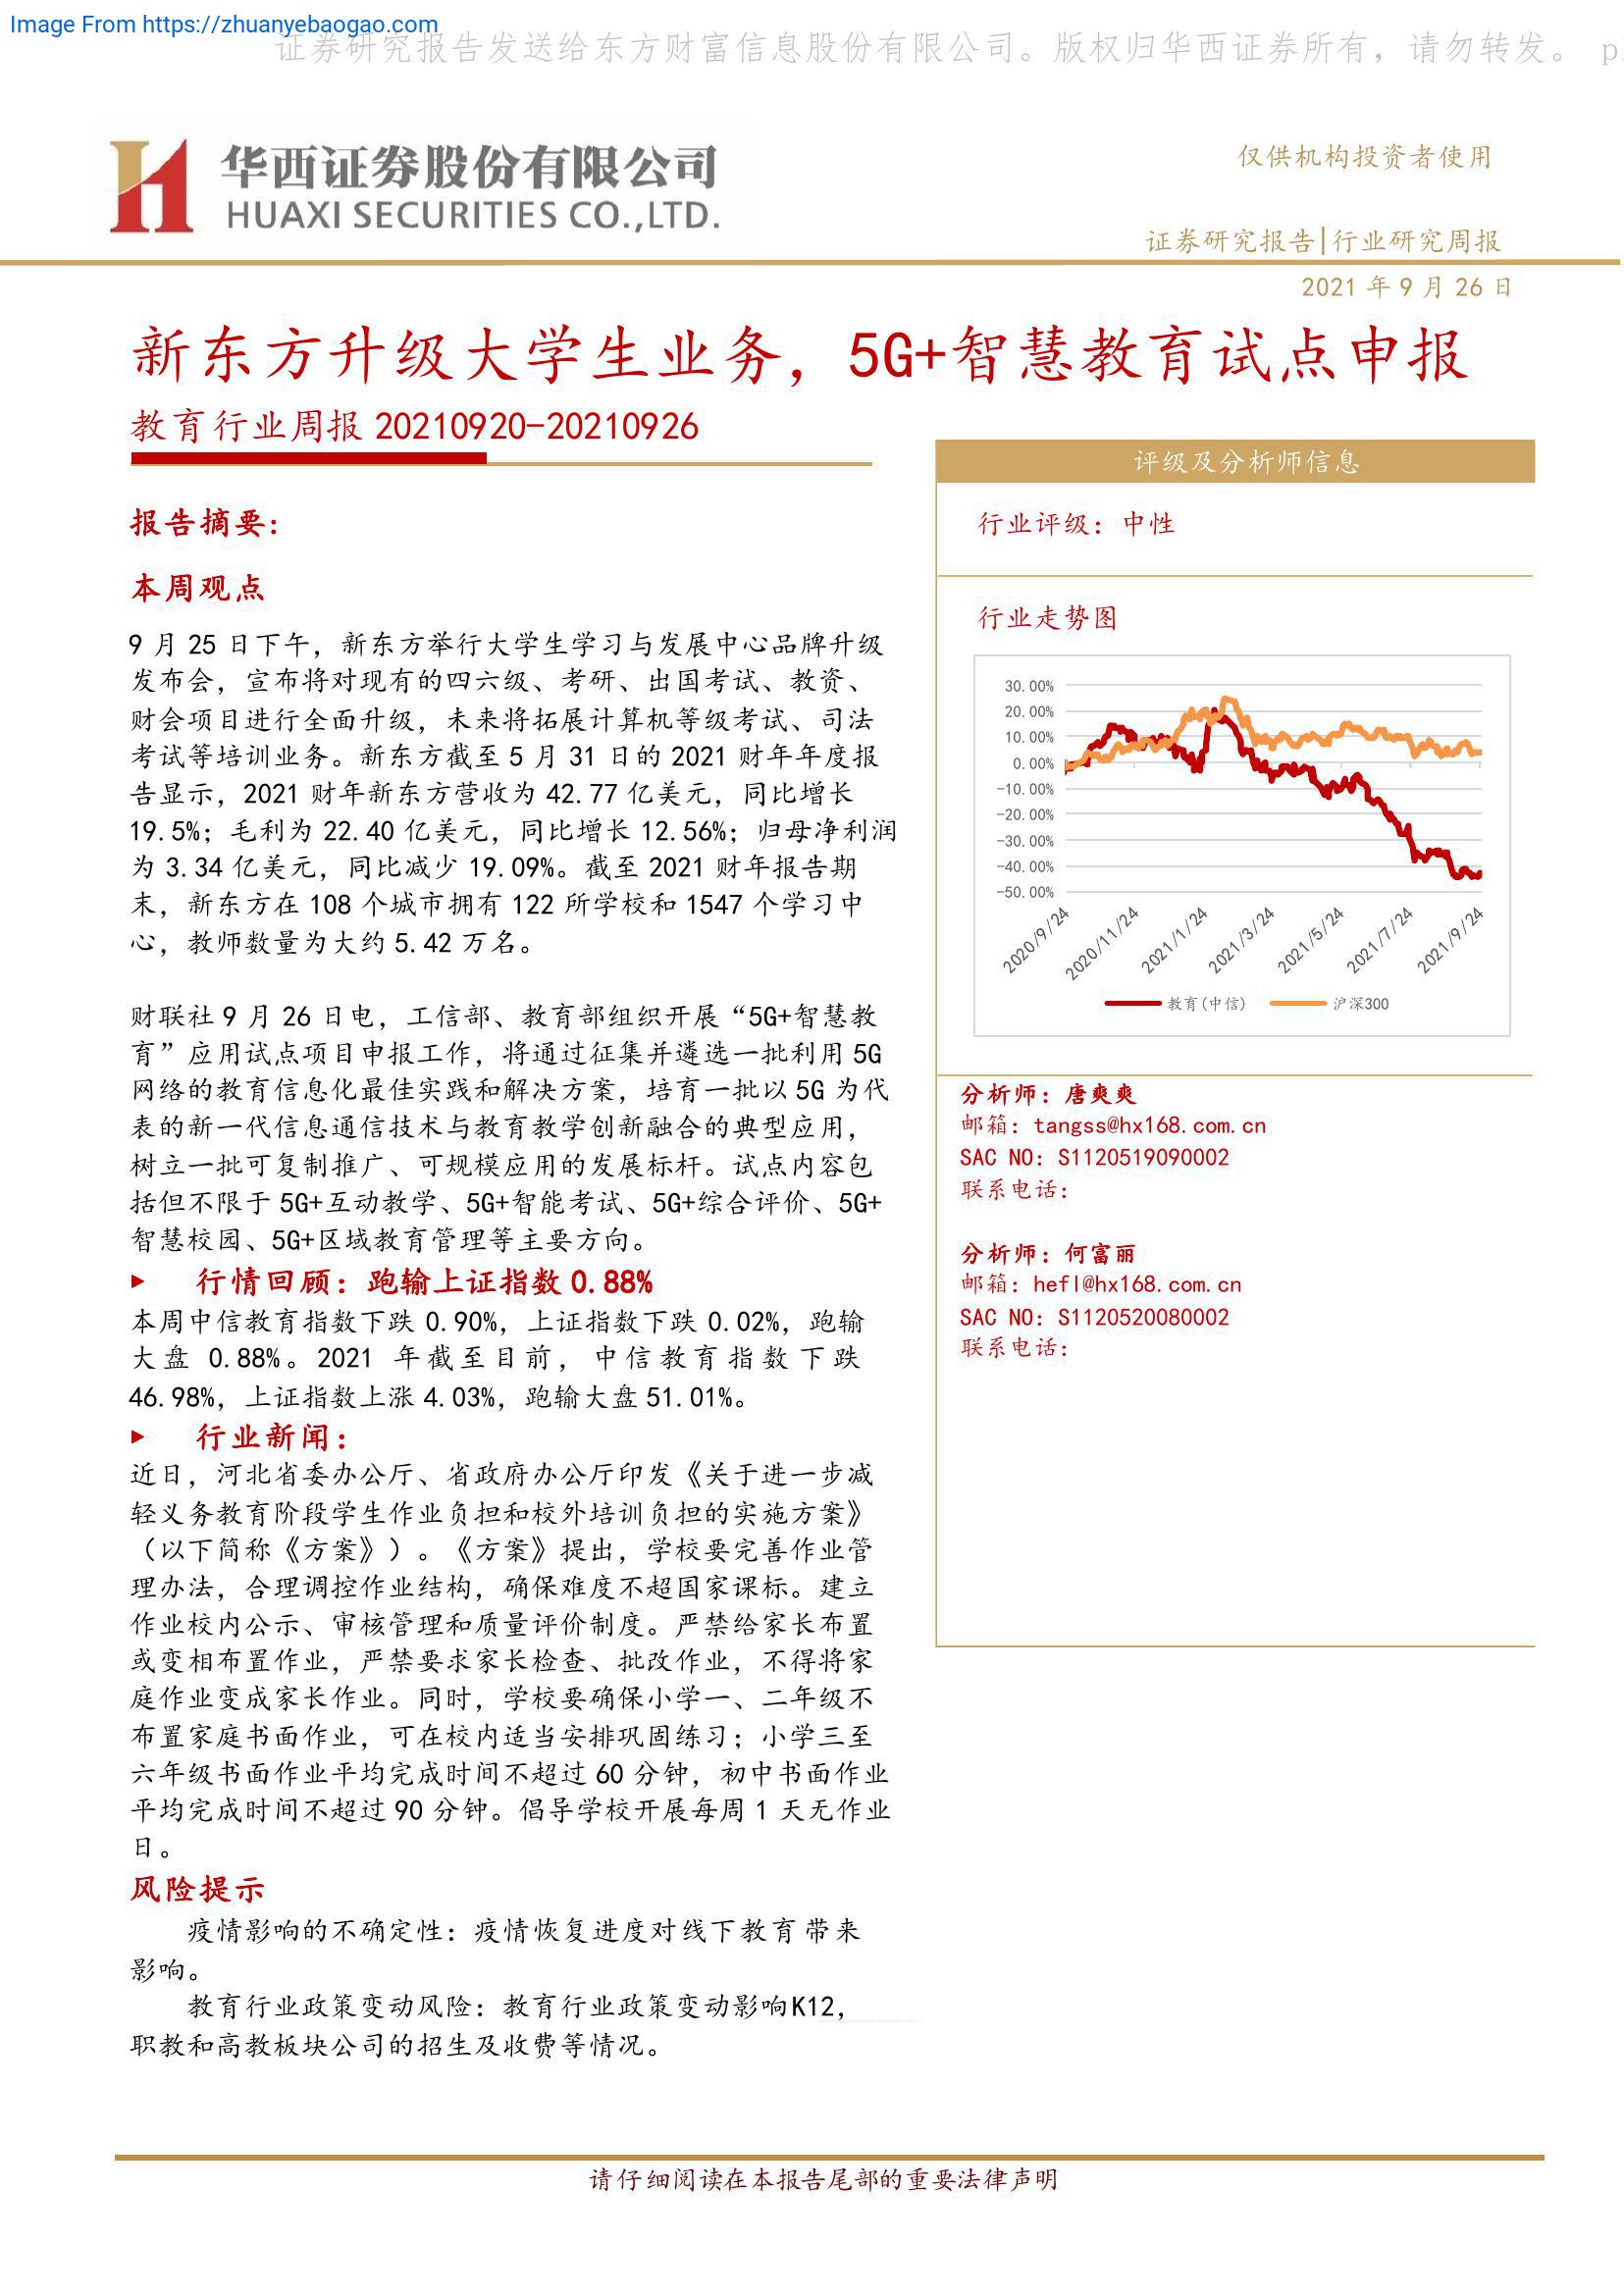 Image From https://zhuanyebaogao.com
证券研究报告发送给东方财富信息股份有限公司。版权归华西证券所有，请勿转发。 p
华西证券股份有限公司
HUAXI SECURITIES CO.,LTD.
仅供机构投资者使用
证券研究报告|行业研究周报
2021 年 9 月 26 日
新东方升级大学生业务，5G+智慧教育试点申报
教育行业周报 20210920-20210926
报告摘要：
本周观点
9 月 25 日下午，新东方举行大学生学习与发展中心品牌升级
发布会，宣布将对现有的四六级、考研、出国考试、教资、
财会项目进行全面升级，未来将拓展计算机等级考试、司法
考试等培训业务。新东方截至 5 月 31 日的 2021 财年年度报
告显示，2021 财年新东方营收为 42.77 亿美元，同比增长
19.5%；毛利为 22.40 亿美元，同比增长 12.56%；归母净利润
为 3.34 亿美元，同比减少 19.09%。截至 2021 财年报告期
末，新东方在 108 个城市拥有 122 所学校和 1547 个学习中
心，教师数量为大约 5.42 万名。
财联社 9 月 26 日电，工信部、教育部组织开展“5G+智慧教
育”应用试点项目申报工作，将通过征集并遴选一批利用 5G
网络的教育信息化最佳实践和解决方案，培育一批以 5G 为代
表的新一代信息通信技术与教育教学创新融合的典型应用，
树立一批可复制推广、可规模应用的发展标杆。试点内容包
括但不限于 5G+互动教学、5G+智能考试、5G+综合评价、5G+
智慧校园、5G+区域教育管理等主要方向。
► 行情回顾：跑输上证指数 0.88%
本周中信教育指数下跌 0.90%，上证指数下跌 0.02%，跑输
大盘 0.88%。2021 年截至目前，中信教育指数下跌
46.98%，上证指数上涨 4.03%，跑输大盘 51.01%。
► 行业新闻：
近日，河北省委办公厅、省政府办公厅印发《关于进一步减
轻义务教育阶段学生作业负担和校外培训负担的实施方案》
（以下简称《方案》）。《方案》提出，学校要完善作业管
理办法，合理调控作业结构，确保难度不超国家课标。建立
作业校内公示、审核管理和质量评价制度。严禁给家长布置
或变相布置作业，严禁要求家长检查、批改作业，不得将家
庭作业变成家长作业。同时，学校要确保小学一、二年级不
布置家庭书面作业，可在校内适当安排巩固练习；小学三至
六年级书面作业平均完成时间不超过 60 分钟，初中书面作业
平均完成时间不超过 90 分钟。倡导学校开展每周 1 天无作业
日。
风险提示
疫情影响的不确定性：疫情恢复进度对线下教育带来
影响。
教育行业政策变动风险：教育行业政策变动影响K12，
职教和高教板块公司的招生及收费等情况。
评级及分析师信息
行业评级：中性
行业走势图
30.00%
20.00%
10.00%
0.00%
-10.00%
-20.00%
-30.00%
-40.00%
-50.00%
2020/9/24 2020/11/24 2021/1/24 2021/3/24 2021/5/24 2021/7/24 2021/9/24
教育(中信) 沪深300
分析师：唐爽爽
邮箱：tangss@hx168.com.cn
SAC NO：S1120519090002
联系电话：
分析师：何富丽
邮箱：hefl@hx168.com.cn
SAC NO：S1120520080002
联系电话：
请仔细阅读在本报告尾部的重要法律声明